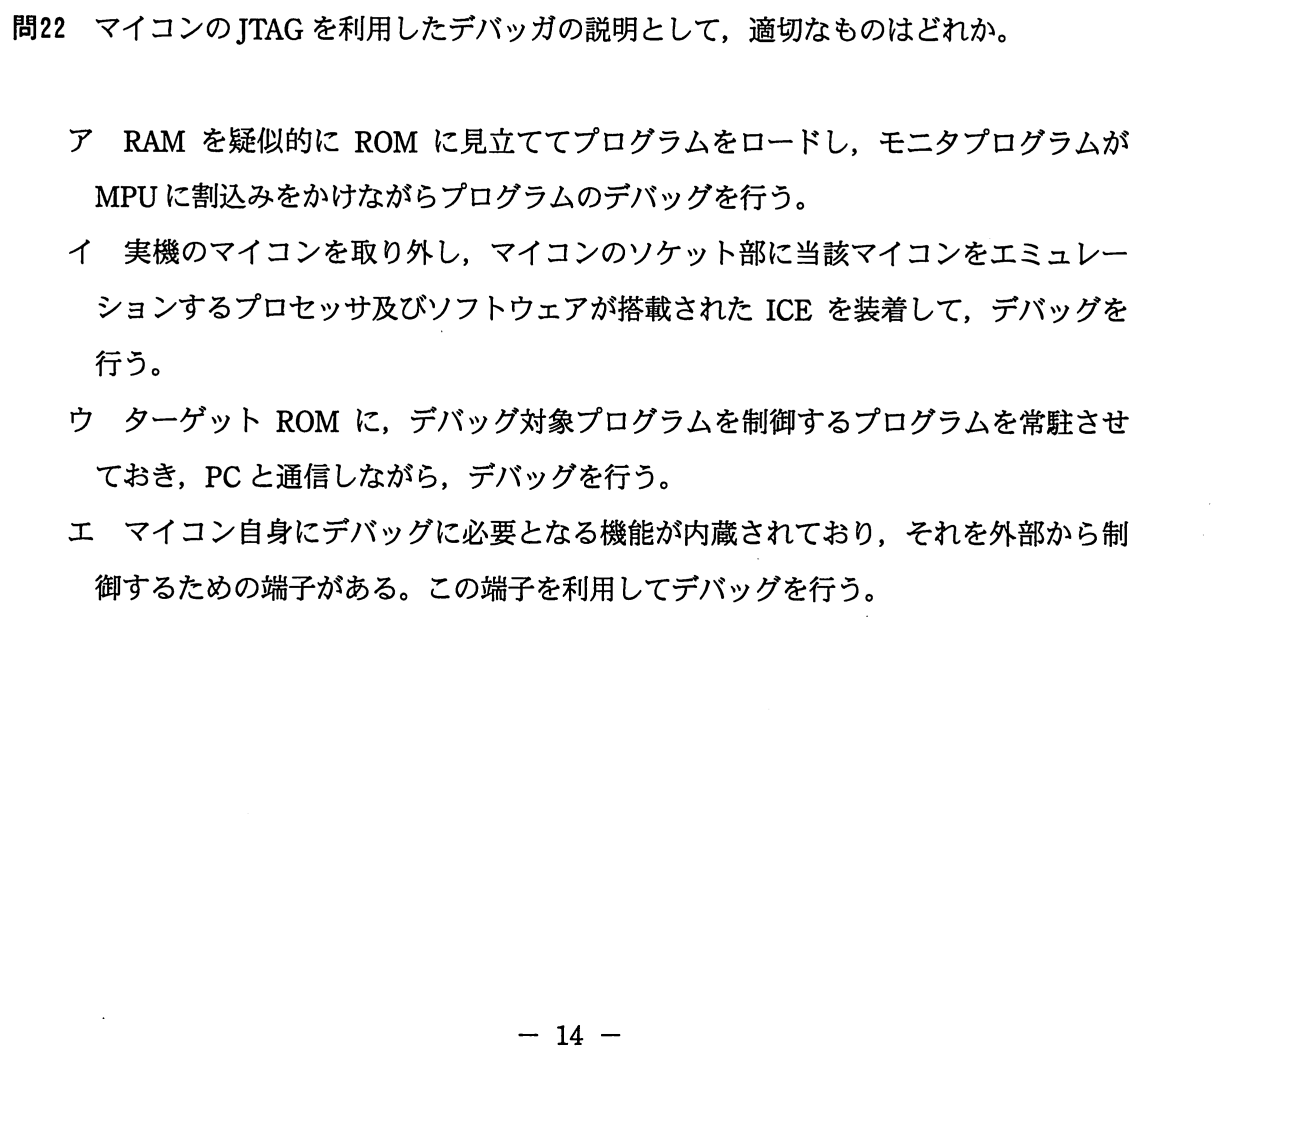 問22　マイコンのJTAGを利用したデバッガの説明として，適切なものはどれか。
ア　RAM を疑似的に ROM に見立ててプログラムをロードし，モニタプログラムが
MPUに割込みをかけながらプログラムのデバッグを行う。
イ　実機のマイコンを取り外し，マイコンのソケット部に当該マイコンをエミュレー
ションするプロセッサ及びソフトウェアが搭載された ICE を装着して，デバッグを
行う。
ウ　ターゲット ROM に，デバッグ対象プログラムを制御するプログラムを常駐させ
ておき，PCと通信しながら，デバッグを行う。
エ　マイコン自身にデバッグに必要となる機能が内蔵されており，それを外部から制
御するための端子がある。この端子を利用してデバッグを行う。
― 14 ―